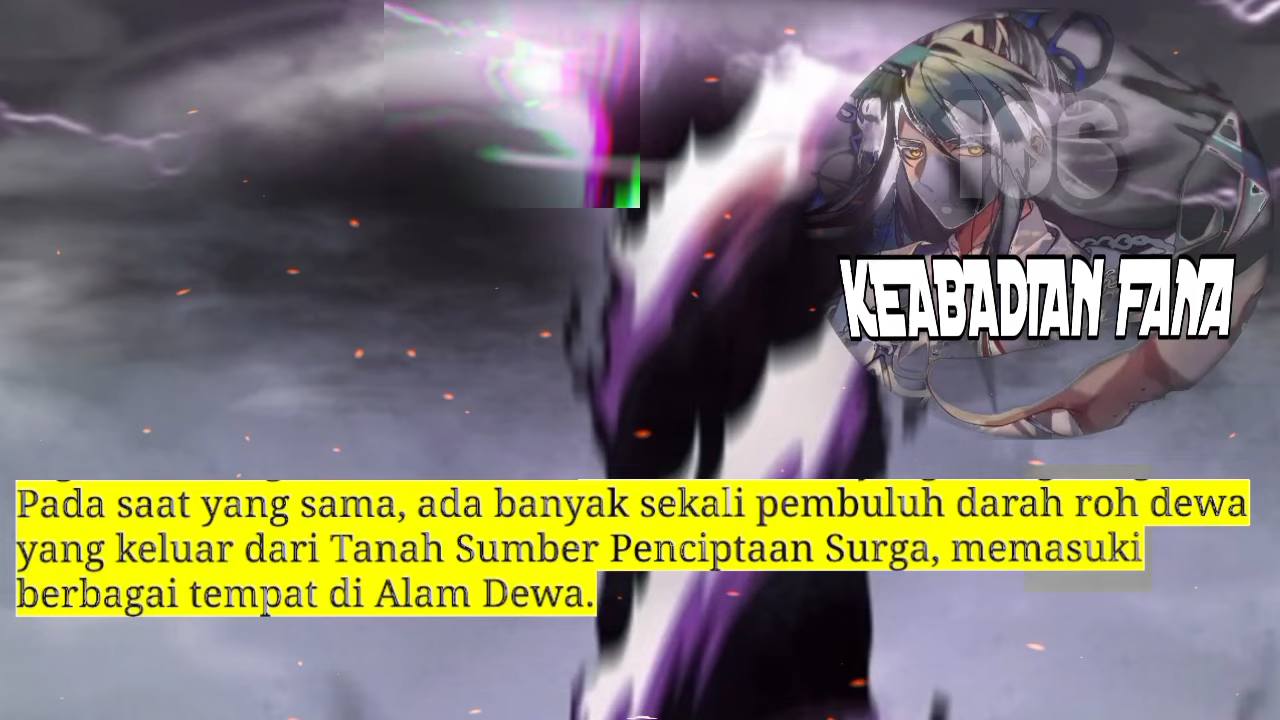 106
KEABADIAN FANA
Pada saat yang sama, ada banyak sekali pembuluh darah roh dewa
yang keluar dari Tanah Sumber Penciptaan Surga, memasuki
berbagai tempat di Alam Dewa.